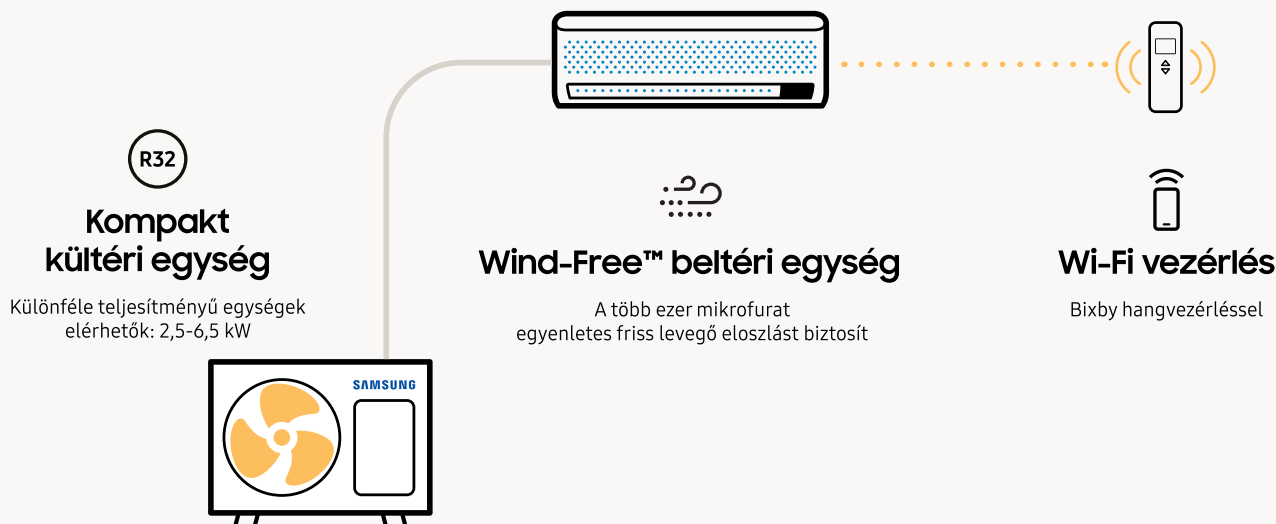 R32
Kompakt
kültéri egység
Különféle teljesítményű egységek
elérhetők: 2,5-6,5 kW
SAMSUNG
Wind-Free™ beltéri egység
A több ezer mikrofurat
egyenletes friss levegő eloszlást biztosít
Wi-Fi vezérlés
Bixby hangvezérléssel